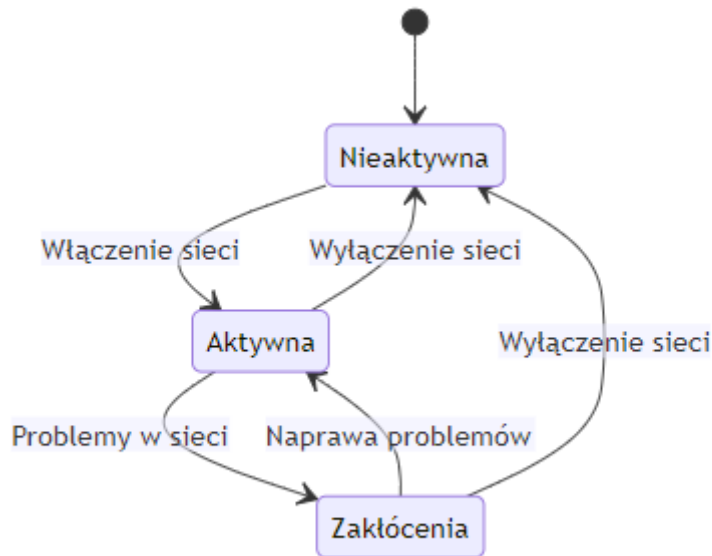 Nieaktywna
Włączenie sieci
Wyłączenie sieci
Aktywna
Wyłączenie sieci
Problemy w sieci
Naprawa problemów
Zakłócenia